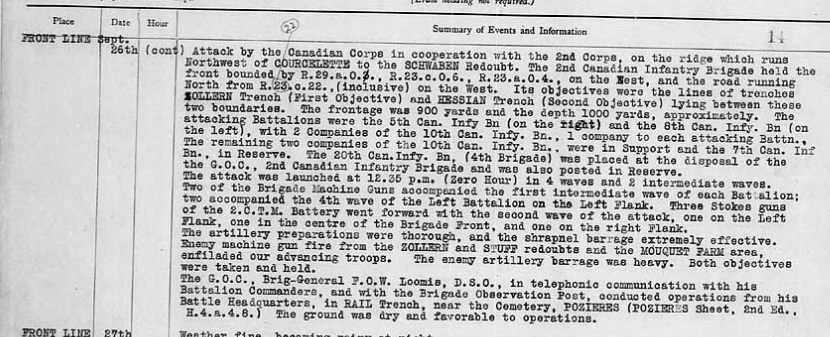 (Erase heading not required.)
Place Date Hour Summary of Events and Information
22 14
FRONT LINE Sept.
26th (cont) Attack by the Canadian Corps in cooperation with the 2nd Corps, on the ridge which runs
Northwest of COURCELETTE to the SCHWABEN Redoubt. The 2nd Canadian Infantry Brigade held the
front bounded by R.29.a.0. , R.23.c.0.6., R.23.a.0.4., on the West, and the road running
North from R.23.c.22.,(inclusive) on the West. Its objectives were the lines of trenches
ZOLLERN Trench (First Objective) and HESSIAN Trench (Second Objective) lying between these
two boundaries. The frontage was 900 yards and the depth 1000 yards, approximately. The
attacking Battalions were the 5th Can. Infy Bn (on the right) and the 8th Can. Infy Bn (on
the left), with 2 Companies of the 10th Can. Infy. Bn., 1 company to each attacking Battn.,
The remaining two companies of the 10th Can. Infy. Bn., were in Support and the 7th Can. Inf
Bn., in Reserve. The 20th Can.Infy. Bn, (4th Brigade) was placed at the disposal of the
the G.O.C., 2nd Canadian Infantry Brigade and was also posted in Reserve.
The attack was launched at 12.35 p.m. (Zero Hour) in 4 waves and 2 intermediate waves.
Two of the Brigade Machine Guns accompanied the first intermediate wave of each Battalion;
two accompanied the 4th wave of the Left Battalion on the Left Flank. Three Stokes guns
of the 2.C.T.M. Battery went forward with the second wave of the attack, one on the Left
Flank, one in the centre of the Brigade Front, and one on the right Flank.
The artillery preparations were thorough, and the shrapnel barrage extremely effective.
Enemy machine gun fire from the ZOLLERN and STUFF redoubts and the MOUQUET FARM area,
enfiladed our advancing troops. The enemy artillery barrage was heavy. Both objectives
were taken and held.
The G.O.C., Brig-General F.O.W. Loomis, D.S.O., in telephonic communication with his
Battalion Commanders, and with the Brigade Observation Post, conducted operations from his
Battle Headquarters, in RAIL Trench, near the Cemetery, POZIERES (POZIERES Sheet, 2nd Ed.,
H.4.a.4.8.) The ground was dry and favorable to operations.
FRONT LINE 27th Weather fine, becoming rainy at night.